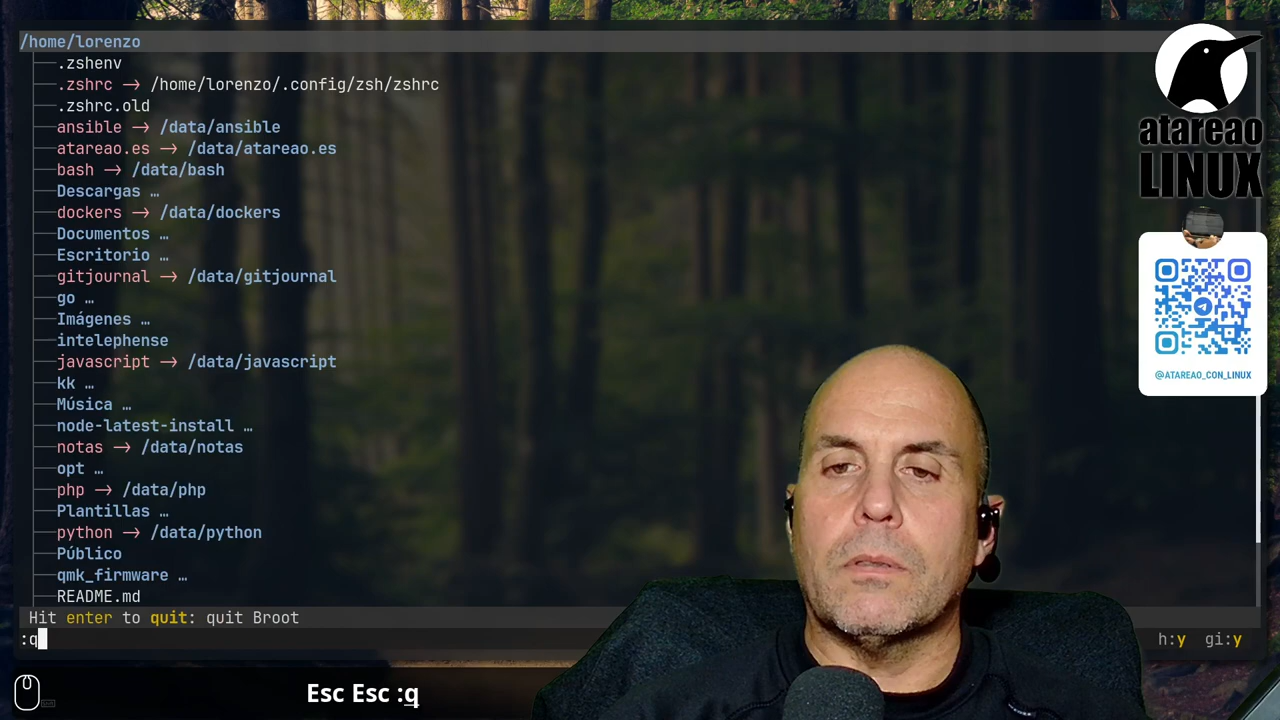 /home/lorenzo
.zshenv
.zshrc → /home/lorenzo/.config/zsh/zshrc
.zshrc.old
ansible → /data/ansible
atareao.es → /data/atareao.es
bash → /data/bash
Descargas …
dockers → /data/dockers
Documentos …
Escritorio …
gitjournal → /data/gitjournal
go …
Imágenes …
intelephense
javascript → /data/javascript
kk …
Música …
node-latest-install …
notas → /data/notas
opt …
php → /data/php
Plantillas …
python → /data/python
Público
qmk_firmware …
README.md
Hit enter to quit: quit Broot
:q
h:y gi:y
Esc Esc :q
atareao
LINUX
@ATAREAO_CON_LINUX